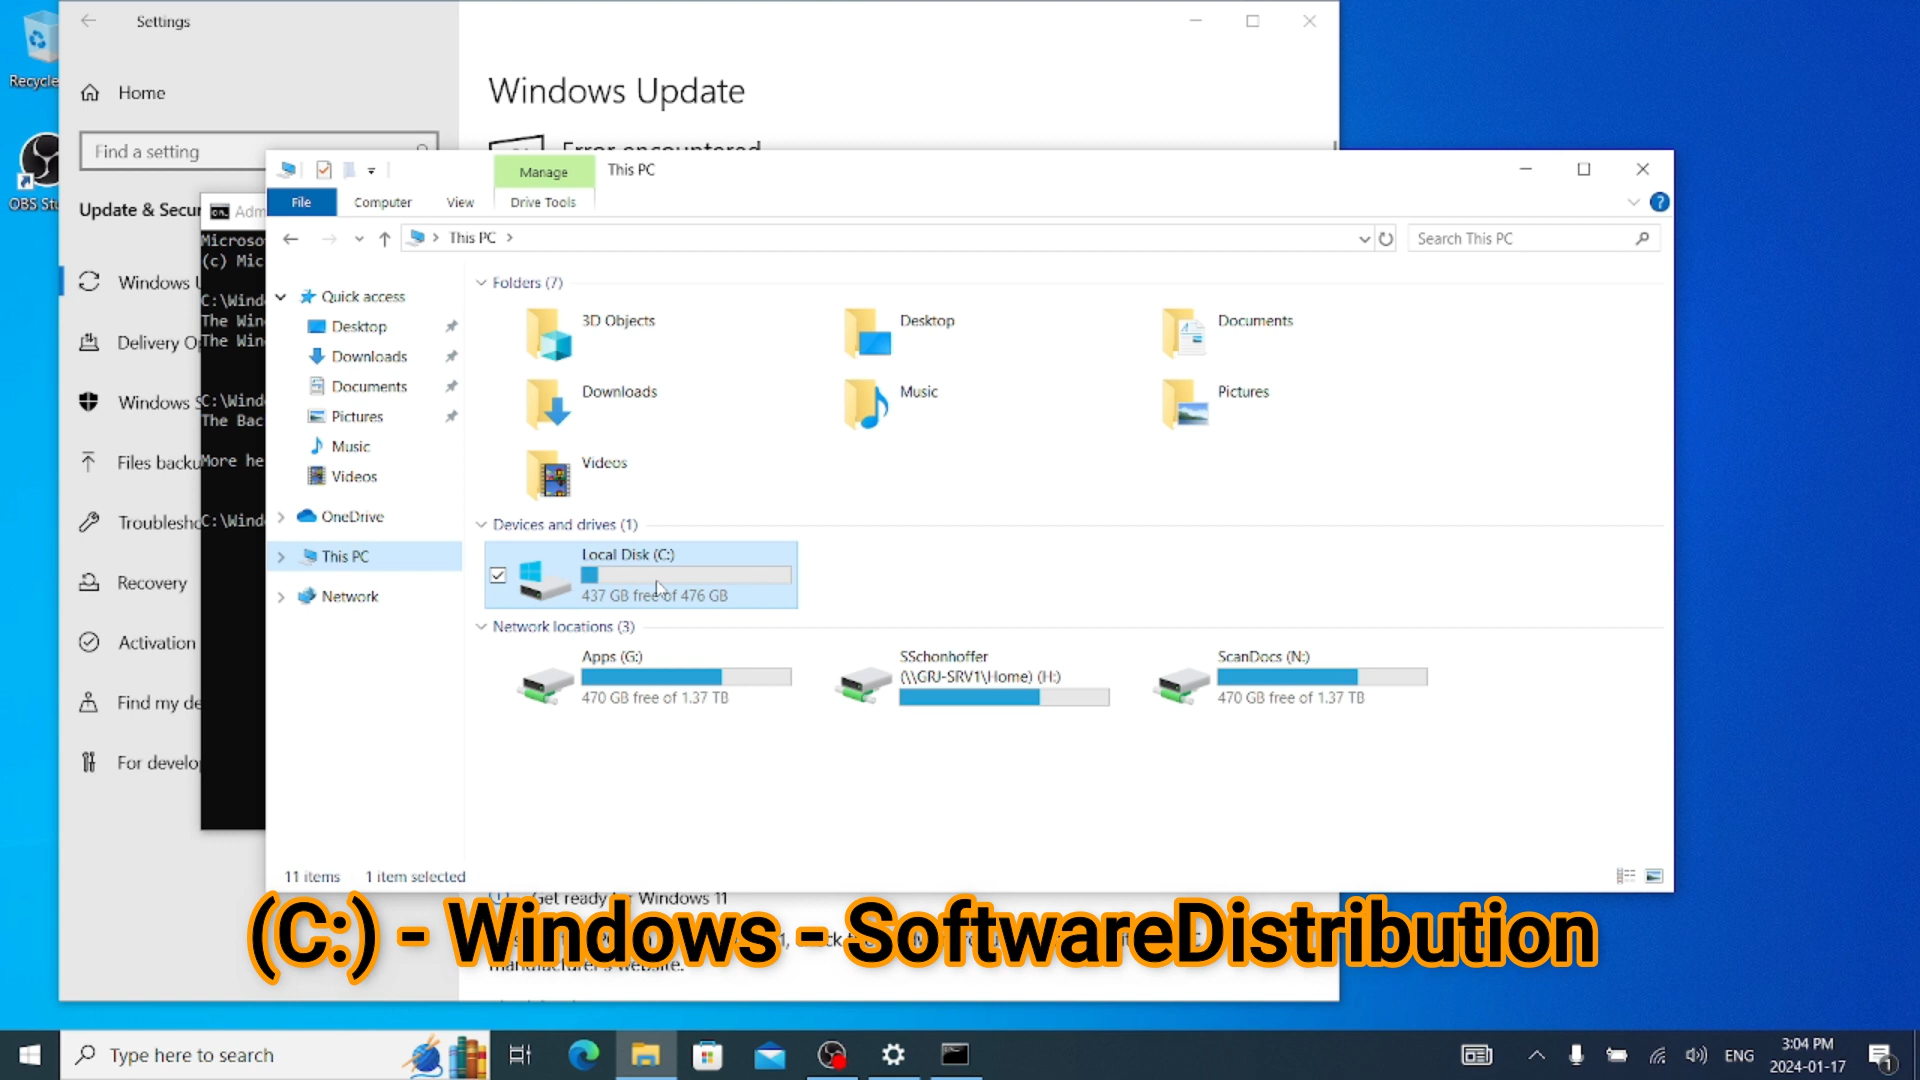 Recycle
OBS Stu
Settings
Home
Find a setting
Update & Secur
Windows U
Delivery Op
Windows S
Files backu
Troublesho
Recovery
Activation
Find my de
For develo
Windows Update
Error encountered
Adm
Microso
(c) Mic
C:\Wind
The Win
The Win
C:\Wind
The Bac
More he
C:\Wind
Manage
This PC
File
Computer
View
Drive Tools
This PC
Search This PC
Quick access
Desktop
Downloads
Documents
Pictures
Music
Videos
OneDrive
This PC
Network
Folders (7)
3D Objects
Desktop
Documents
Downloads
Music
Pictures
Videos
Devices and drives (1)
Local Disk (C:)
437 GB free of 476 GB
Network locations (3)
Apps (G:)
470 GB free of 1.37 TB
SSchonhoffer
(\\GRJ-SRV1\Home) (H:)
ScanDocs (N:)
470 GB free of 1.37 TB
11 items
1 item selected
Get ready for Windows 11
(C:) - Windows - SoftwareDistribution
manufacturer's website.
Type here to search
ENG
3:04 PM
2024-01-17
1